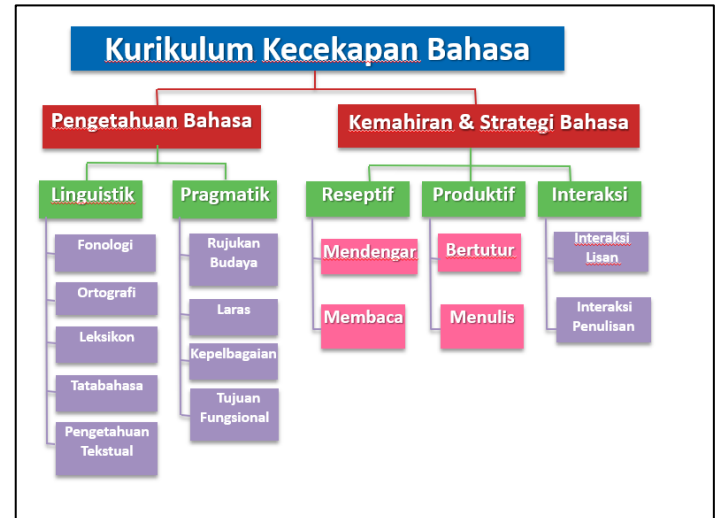 Kurikulum Kecekapan Bahasa
Pengetahuan Bahasa
Kemahiran & Strategi Bahasa
Linguistik
Pragmatik
Reseptif
Produktif
Interaksi
Fonologi
Ortografi
Leksikon
Tatabahasa
Pengetahuan
Tekstual
Rujukan
Budaya
Laras
Kepelbagaian
Tujuan
Fungsional
Mendengar
Membaca
Bertutur
Menulis
Interaksi
Lisan
Interaksi
Penulisan